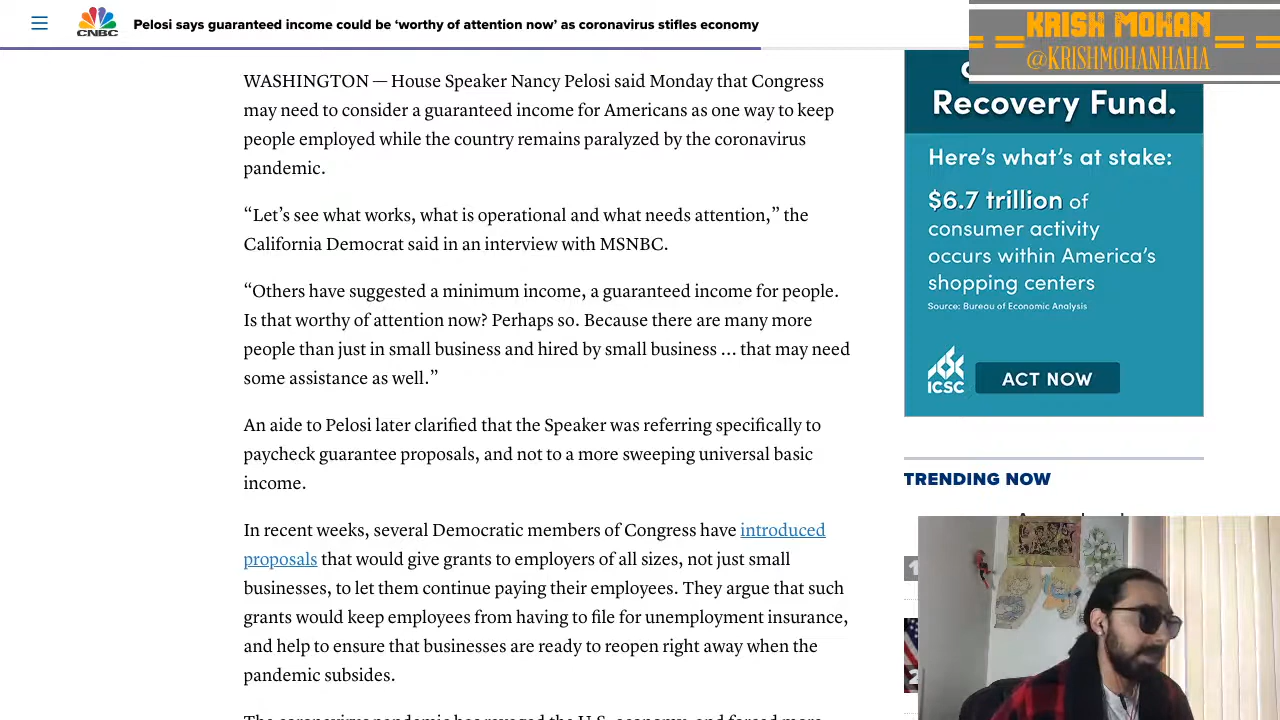 CNBC
Pelosi says guaranteed income could be ‘worthy of attention now’ as coronavirus stifles economy
KRISH MOHAN
@KRISHMOHANHAHA
WASHINGTON — House Speaker Nancy Pelosi said Monday that Congress
may need to consider a guaranteed income for Americans as one way to keep
people employed while the country remains paralyzed by the coronavirus
pandemic.
“Let’s see what works, what is operational and what needs attention,” the
California Democrat said in an interview with MSNBC.
“Others have suggested a minimum income, a guaranteed income for people.
Is that worthy of attention now? Perhaps so. Because there are many more
people than just in small business and hired by small business … that may need
some assistance as well.”
An aide to Pelosi later clarified that the Speaker was referring specifically to
paycheck guarantee proposals, and not to a more sweeping universal basic
income.
In recent weeks, several Democratic members of Congress have introduced
proposals that would give grants to employers of all sizes, not just small
businesses, to let them continue paying their employees. They argue that such
grants would keep employees from having to file for unemployment insurance,
and help to ensure that businesses are ready to reopen right away when the
pandemic subsides.
Recovery Fund.
Here’s what’s at stake:
$6.7 trillion of
consumer activity
occurs within America’s
shopping centers
Source: Bureau of Economic Analysis
ICSC
ACT NOW
TRENDING NOW
1
2